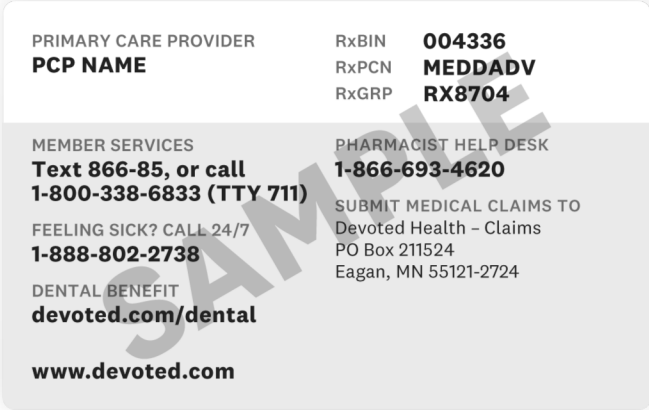 PRIMARY CARE PROVIDER
PCP NAME
RxBIN 004336
RxPCN MEDDADV
RxGRP RX8704
MEMBER SERVICES
Text 866-85, or call
1-800-338-6833 (TTY 711)
FEELING SICK? CALL 24/7
1-888-802-2738
DENTAL BENEFIT
devoted.com/dental
www.devoted.com
PHARMACIST HELP DESK
1-866-693-4620
SUBMIT MEDICAL CLAIMS TO
Devoted Health – Claims
PO Box 211524
Eagan, MN 55121-2724
SAMPLE